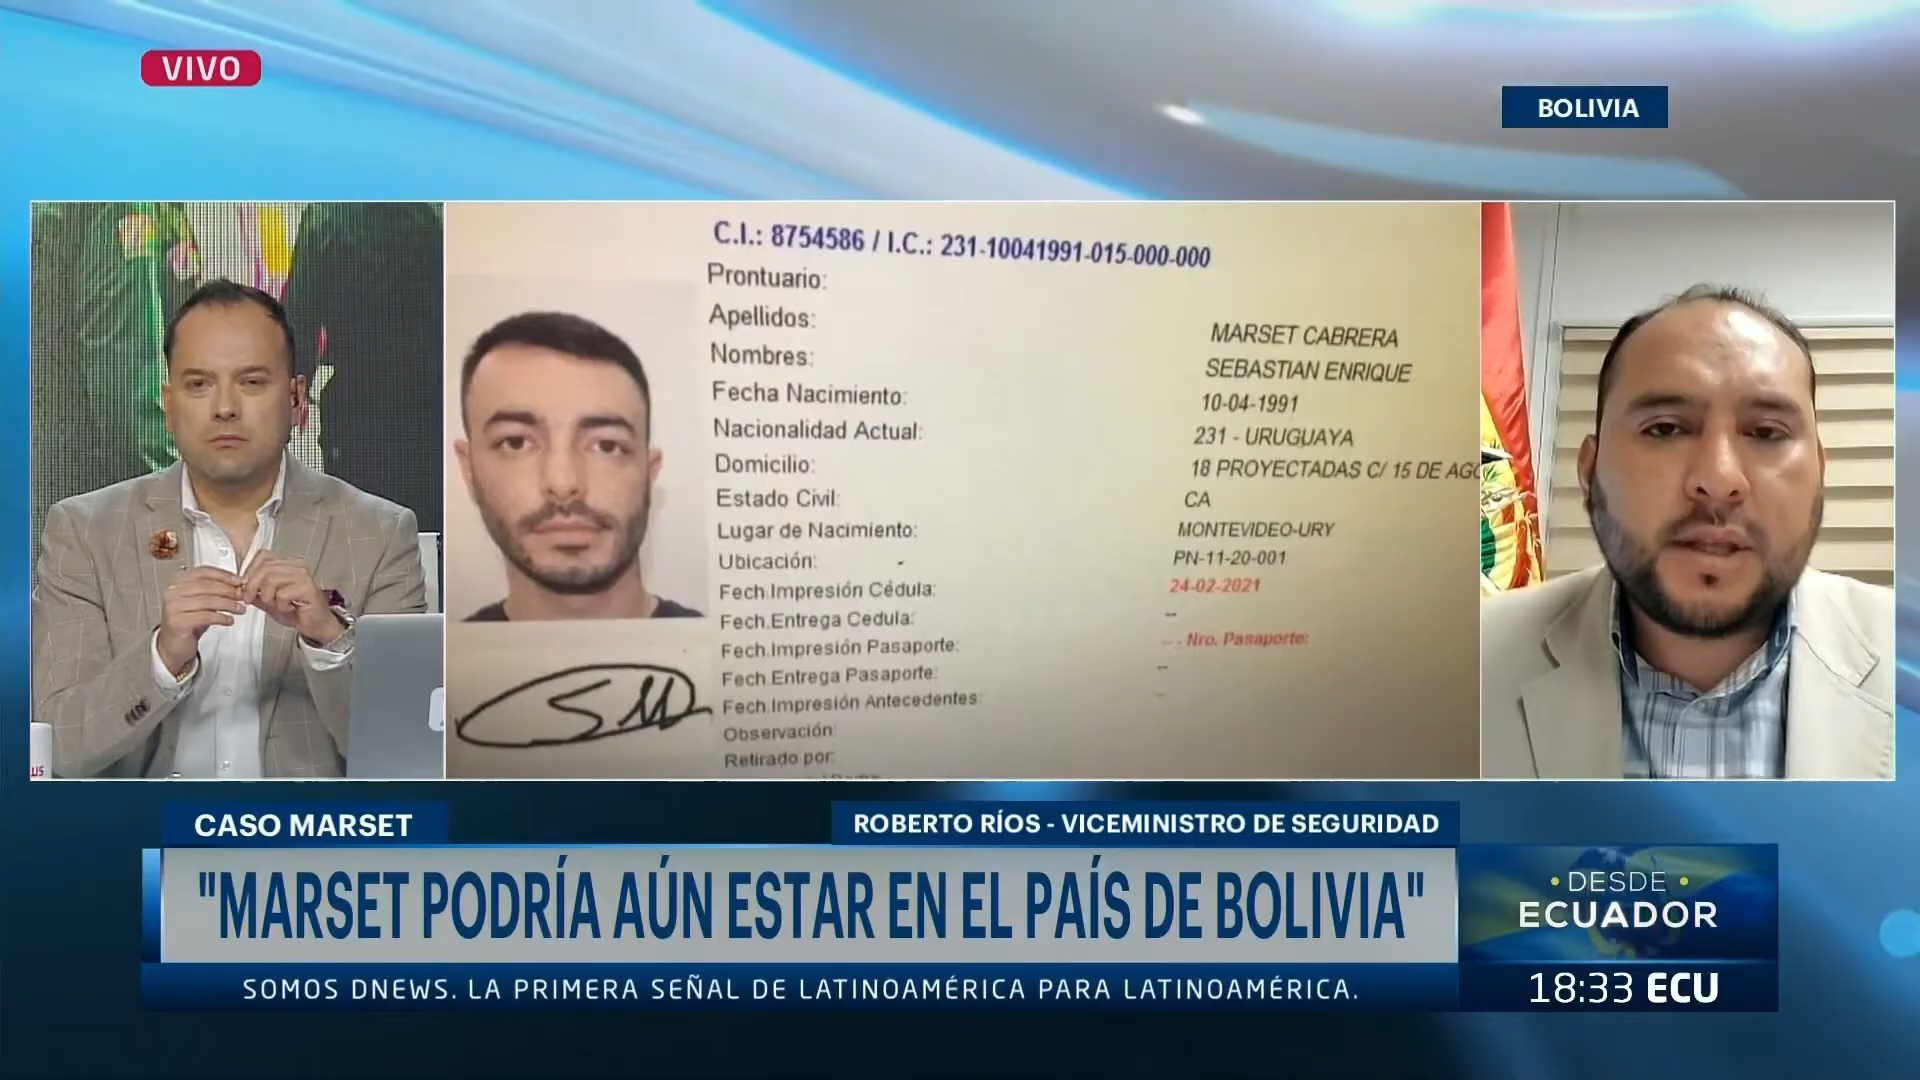 VIVO
BOLIVIA
C.I.: 8754586 / I.C.: 231-10041991-015-000-000
Prontuario:
Apellidos: MARSET CABRERA
Nombres: SEBASTIAN ENRIQUE
Fecha Nacimiento: 10-04-1991
Nacionalidad Actual: 231 - URUGUAYA
Domicilio: 18 PROYECTADAS C/ 15 DE AGO
Estado Civil: CA
Lugar de Nacimiento: MONTEVIDEO-URY
Ubicación: - PN-11-20-001
Fech.Impresión Cédula: 24-02-2021
Fech.Entrega Cedula: --
Fech.Impresión Pasaporte: -- - Nro. Pasaporte:
Fech.Entrega Pasaporte: --
Fech.Impresión Antecedentes: --
Observación:
Retirado por:
SM
US
CASO MARSET
ROBERTO RÍOS - VICEMINISTRO DE SEGURIDAD
"MARSET PODRÍA AÚN ESTAR EN EL PAÍS DE BOLIVIA"
• DESDE •
ECUADOR
SOMOS DNEWS. LA PRIMERA SEÑAL DE LATINOAMÉRICA PARA LATINOAMÉRICA.
18:33 ECU